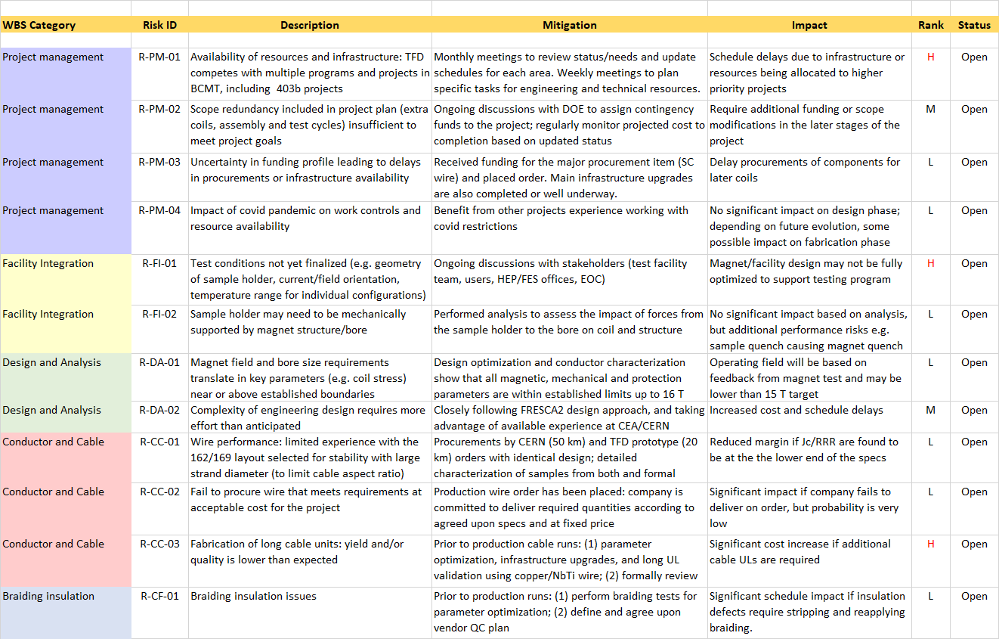 WBS Category Risk ID Description Mitigation Impact Rank Status
Project management R-PM-01 Availability of resources and infrastructure: TFD Monthly meetings to review status/needs and update Schedule delays due to infrastructure or H Open
competes with multiple programs and projects in schedules for each area. Weekly meetings to plan resources being allocated to higher
BCMT, including 403b projects specific tasks for engineering and technical resources. priority projects
Project management R-PM-02 Scope redundancy included in project plan (extra Ongoing discussions with DOE to assign contingency Require additional funding or scope M Open
coils, assembly and test cycles) insufficient to funds to the project; regularly monitor projected cost to modifications in the later stages of the
meet project goals completion based on updated status project
Project management R-PM-03 Uncertainty in funding profile leading to delays Received funding for the major procurement item (SC Delay procurements of components for L Open
in procurements or infrastructure availability wire) and placed order. Main infrastructure upgrades later coils
are also completed or well underway.
Project management R-PM-04 Impact of covid pandemic on work controls and Benefit from other projects experience working with No significant impact on design phase; L Open
resource availability covid restrictions depending on future evolution, some
possible impact on fabrication phase
Facility Integration R-FI-01 Test conditions not yet finalized (e.g. geometry Ongoing discussions with stakeholders (test facility Magnet/facility design may not be fully H Open
of sample holder, current/field orientation, team, users, HEP/FES offices, EOC) optimized to support testing program
temperature range for individual configurations)
Facility Integration R-FI-02 Sample holder may need to be mechanically Performed analysis to assess the impact of forces from No significant impact based on analysis, L Open
supported by magnet structure/bore the sample holder to the bore on coil and structure but additional performance risks e.g.
sample quench causing magnet quench
Design and Analysis R-DA-01 Magnet field and bore size requirements Design optimization and conductor characterization Operating field will be based on L Open
translate in key parameters (e.g. coil stress) show that all magnetic, mechanical and protection feedback from magnet test and may be
near or above established boundaries parameters are within established limits up to 16 T lower than 15 T target
Design and Analysis R-DA-02 Complexity of engineering design requires more Closely following FRESCA2 design approach, and taking Increased cost and schedule delays M Open
effort than anticipated advantage of available experience at CEA/CERN
Conductor and Cable R-CC-01 Wire performance: limited experience with the Procurements by CERN (50 km) and TFD prototype (20 Reduced margin if Jc/RRR are found to L Open
162/169 layout selected for stability with large km) orders with identical design; detailed be at the the lower end of the specs
strand diameter (to limit cable aspect ratio) characterization of samples from both and formal
Conductor and Cable R-CC-02 Fail to procure wire that meets requirements at Production wire order has been placed: company is Significant impact if company fails to L Open
acceptable cost for the project committed to deliver required quantities according to deliver on order, but probability is very
agreed upon specs and at fixed price low
Conductor and Cable R-CC-03 Fabrication of long cable units: yield and/or Prior to production cable runs: (1) parameter Significant cost increase if additional H Open
quality is lower than expected optimization, infrastructure upgrades, and long UL cable ULs are required
validation using copper/NbTi wire; (2) formally review
Braiding insulation R-CF-01 Braiding insulation issues Prior to production runs: (1) perform braiding tests for Significant schedule impact if insulation L Open
parameter optimization; (2) define and agree upon defects require stripping and reapplying
vendor QC plan braiding.